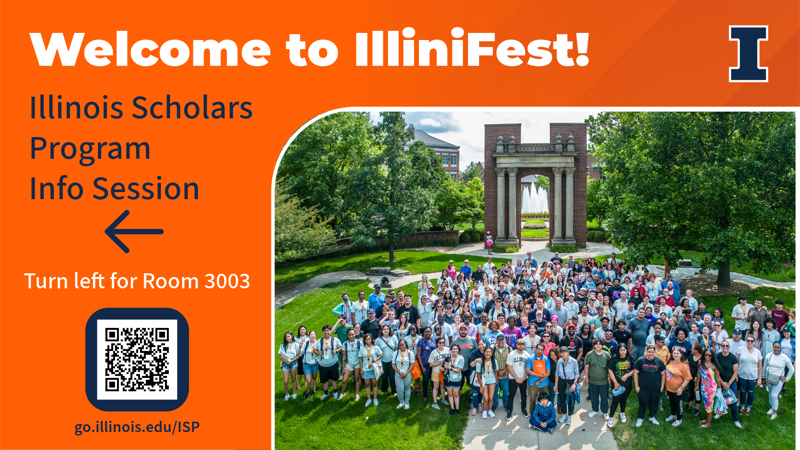 Welcome to IlliniFest!
I
Illinois Scholars
Program
Info Session
Turn left for Room 3003
go.illinois.edu/ISP